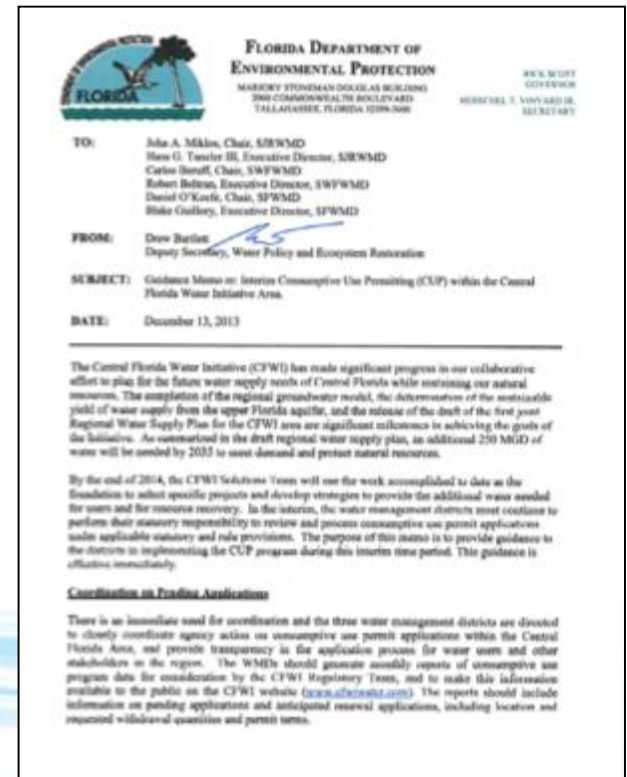 FLORIDA
FLORIDA DEPARTMENT OF
ENVIRONMENTAL PROTECTION
MARJORY STONEMAN DOUGLAS BUILDING
3900 COMMONWEALTH BOULEVARD
TALLAHASSEE, FLORIDA 32399-3000
RICK SCOTT
GOVERNOR
HERSCHEL T. VINYARD JR.
SECRETARY
TO: John A. Miklos, Chair, SJRWMD
Hans G. Tanzler III, Executive Director, SJRWMD
Carlos Beruff, Chair, SWFWMD
Robert Beltran, Executive Director, SWFWMD
Daniel O'Keefe, Chair, SFWMD
Blake Guillory, Executive Director, SFWMD
FROM: Drew Bartlett
Deputy Secretary, Water Policy and Ecosystem Restoration
SUBJECT: Guidance Memo re: Interim Consumptive Use Permitting (CUP) within the Central
Florida Water Initiative Area.
DATE: December 13, 2013
The Central Florida Water Initiative (CFWI) has made significant progress in our collaborative
effort to plan for the future water supply needs of Central Florida while sustaining our natural
resources. The completion of the regional groundwater model, the determination of the sustainable
yield of water supply from the upper Florida aquifer, and the release of the draft of the first joint
Regional Water Supply Plan for the CFWI area are significant milestones in achieving the goals of
the Initiative. As summarized in the draft regional water supply plan, an additional 250 MGD of
water will be needed by 2035 to meet demand and protect natural resources.
By the end of 2014, the CFWI Solutions Team will use the work accomplished to date as the
foundation to select specific projects and develop strategies to provide the additional water needed
for users and for resource recovery. In the interim, the water management districts must continue to
perform their statutory responsibility to review and process consumptive use permit applications
under applicable statutory and rule provisions. The purpose of this memo is to provide guidance to
the districts in implementing the CUP program during this interim time period. This guidance is
effective immediately.
Coordination on Pending Applications
There is an immediate need for coordination and the three water management districts are directed
to closely coordinate agency action on consumptive use permit applications within the Central
Florida Area, and provide transparency in the application process for water users and other
stakeholders in the region. The WMDs should generate monthly reports of consumptive use
program data for consideration by the CFWI Regulatory Team, and to make this information
available to the public on the CFWI website (www.cfwiwater.com). The reports should include
information on pending applications and anticipated renewal applications, including location and
requested withdrawal quantities and permit terms.